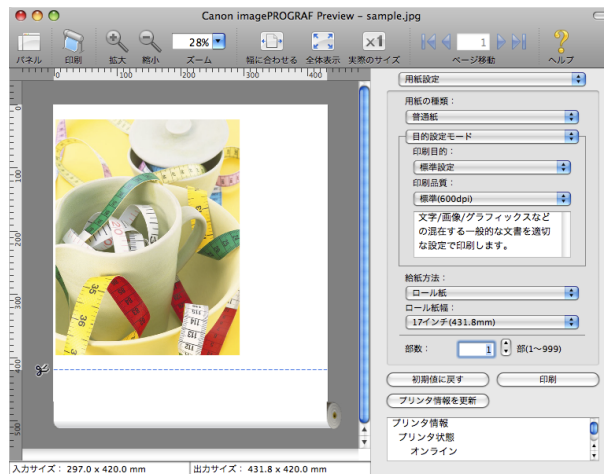 Canon imagePROGRAF Preview – sample.jpg
28%
1
パネル 印刷 拡大 縮小 ズーム 幅に合わせる 全体表示 実際のサイズ ページ移動 ヘルプ
0 100 200 300 400
0
100
200
300
400
500
用紙設定
用紙の種類：
普通紙
目的設定モード
印刷目的：
標準設定
印刷品質：
標準(600dpi)
文字/画像/グラフィックスなど
の混在する一般的な文書を適切
な設定で印刷します。
給紙方法：
ロール紙
ロール紙幅：
17インチ(431.8mm)
部数： 1 部(1〜999)
初期値に戻す 印刷
プリンタ情報を更新
プリンタ情報
プリンタ状態
オンライン
入力サイズ： 297.0 x 420.0 mm 出力サイズ： 431.8 x 420.0 mm